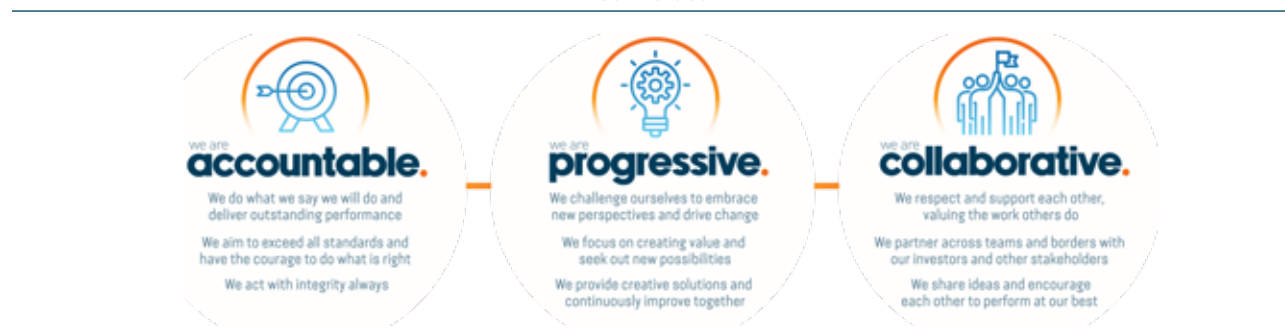 we are
accountable.
We do what we say we will do and
deliver outstanding performance
We aim to exceed all standards and
have the courage to do what is right
We act with integrity always
we are
progressive.
We challenge ourselves to embrace
new perspectives and drive change
We focus on creating value and
seek out new possibilities
We provide creative solutions and
continuously improve together
we are
collaborative.
We respect and support each other,
valuing the work others do
We partner across teams and borders with
our investors and other stakeholders
We share ideas and encourage
each other to perform at our best